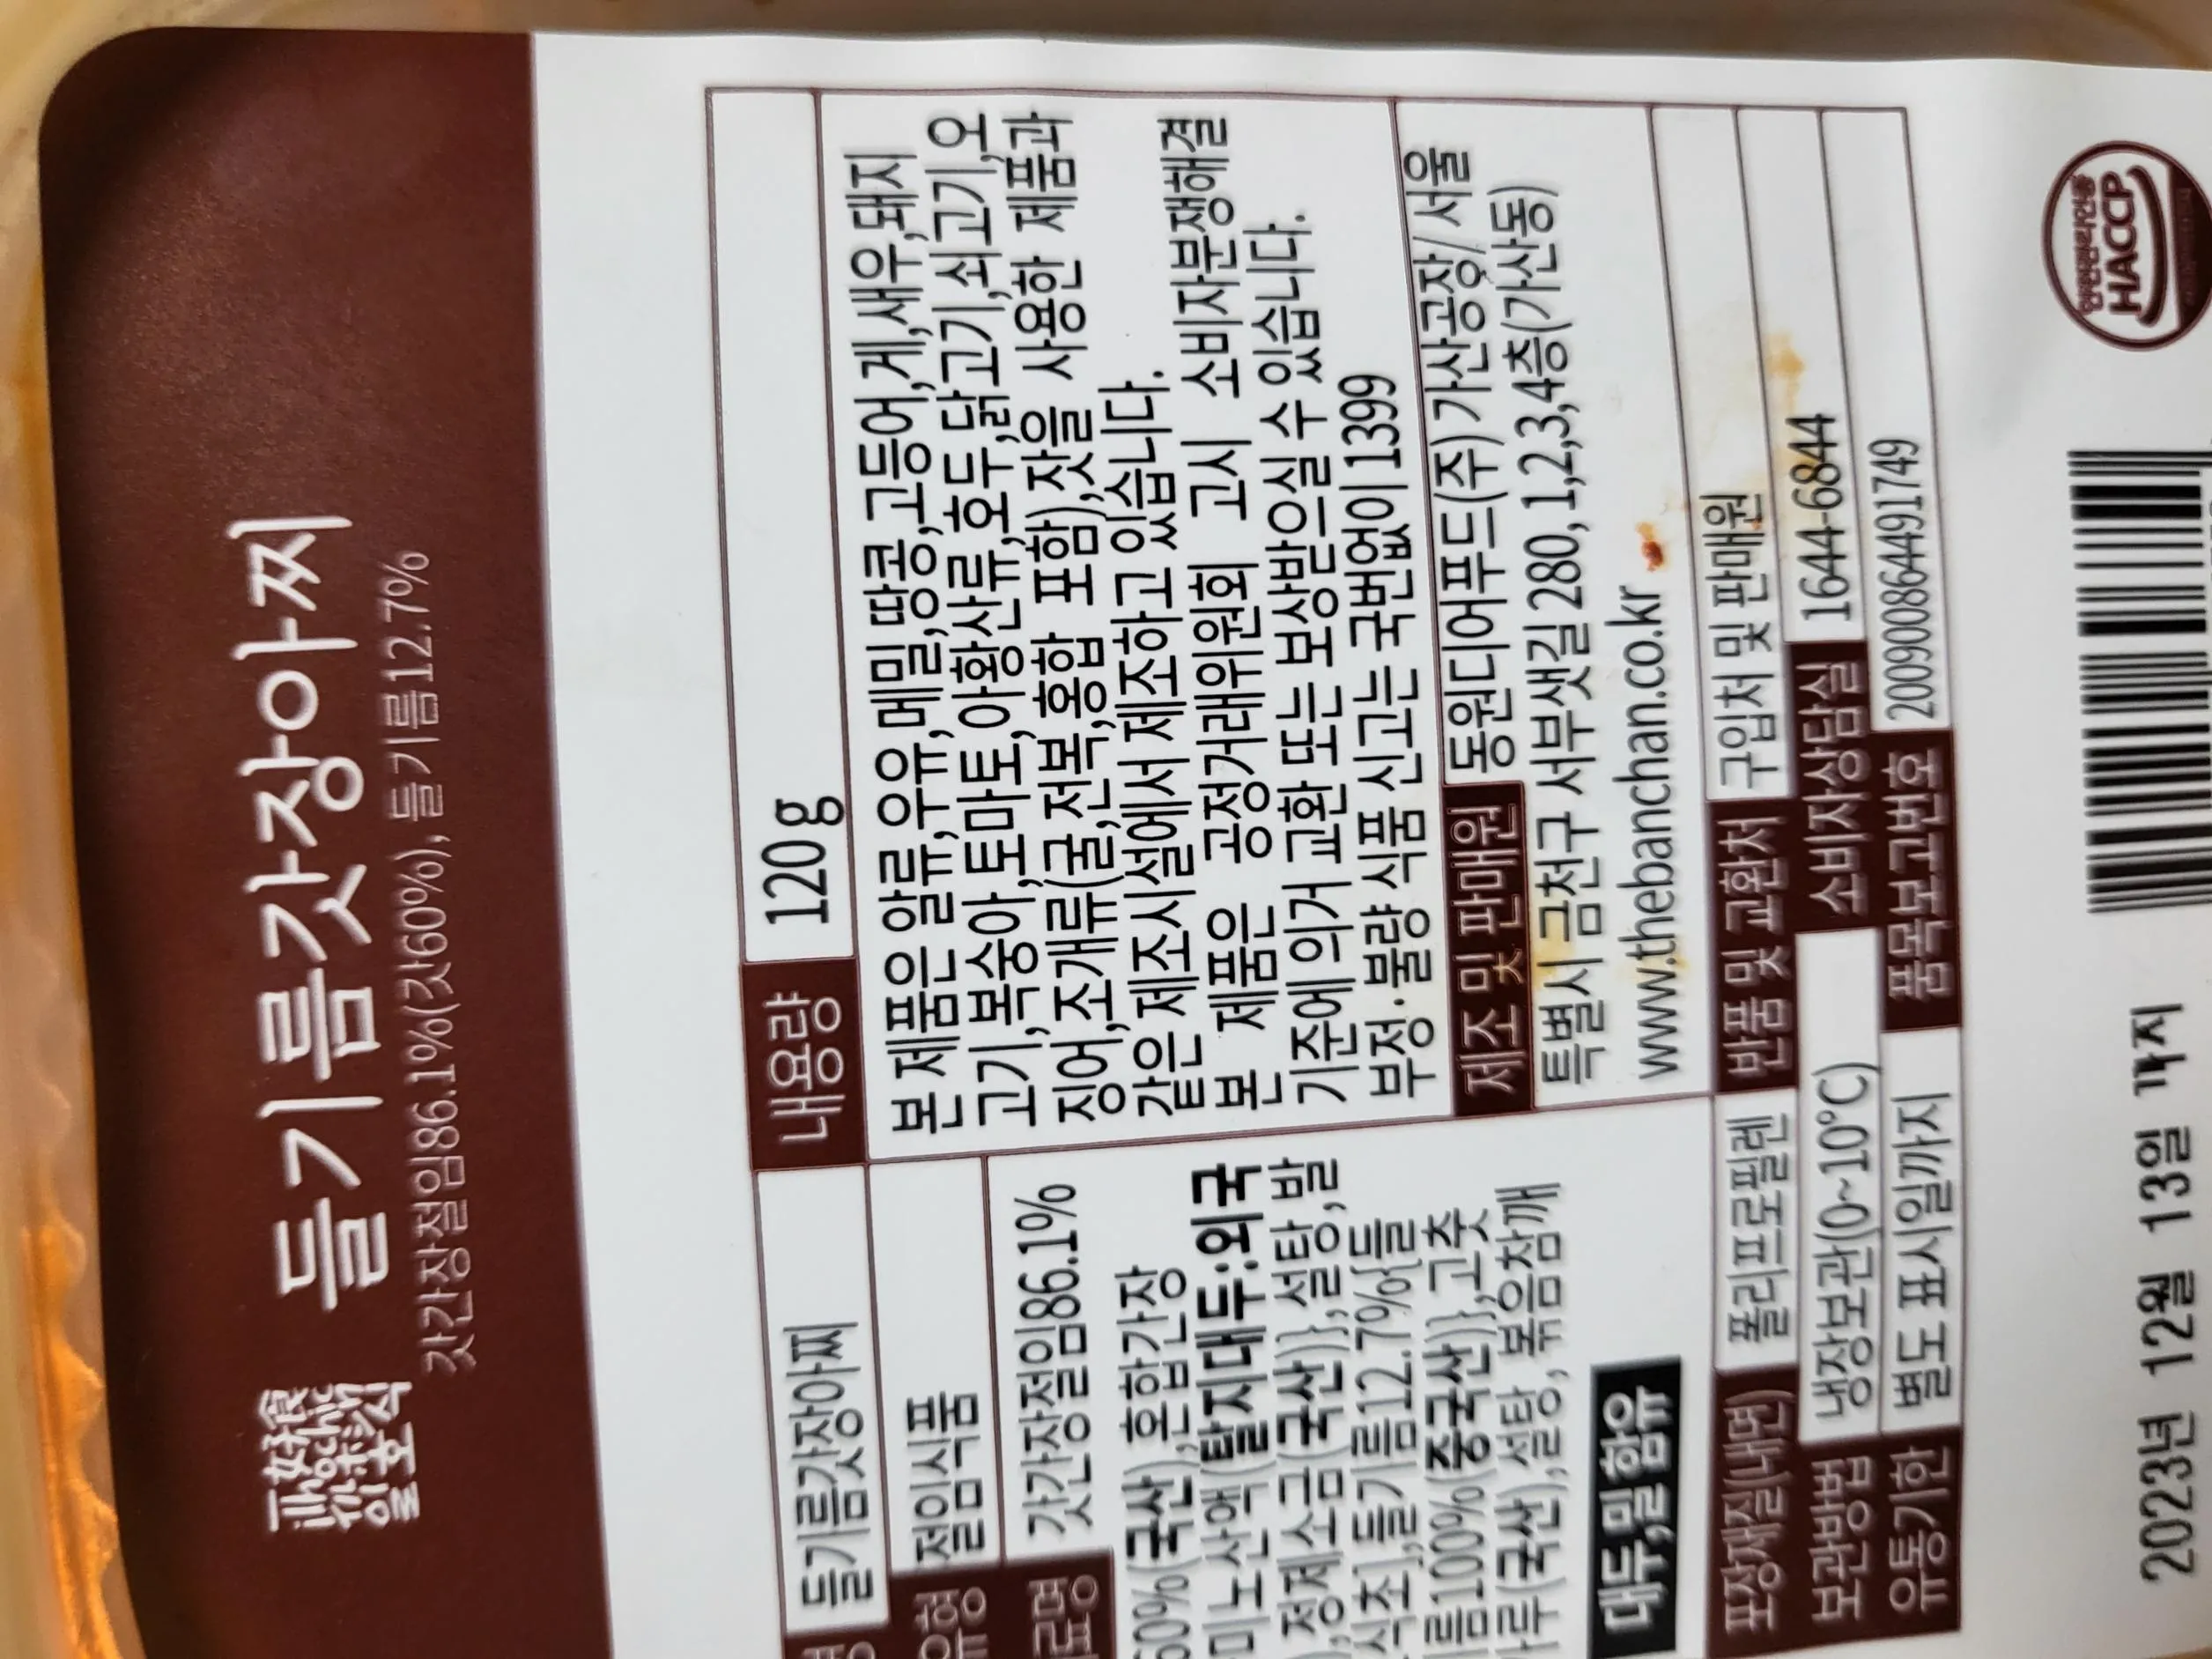 一好食
ilhochic
일호식
들기름갓장아찌
갓간장절임86.1%(갓60%), 들기름12.7%
들기름갓장아찌
내용량 120g
유형 절임식품
갓간장절임86.1%
60%(국산),혼합간장
미노산액(탈지대두:외국
정제소금(국산)},설탕,발
식초],들기름12.7%{들
름100%(중국산)},고춧
가루(국산),설탕, 볶음참깨
대두,밀 함유
본 제품은 알류,우유,메밀,땅콩,고등어,게,새우,돼지
고기,복숭아,토마토,아황산류,호두,닭고기,쇠고기,오
징어,조개류(굴,전복,홍합 포함),잣을 사용한 제품과
같은 제조시설에서 제조하고 있습니다.
본 제품은 공정거래위원회 고시 소비자분쟁해결
기준에 의거 교환 또는 보상받으실 수 있습니다.
부정·불량 식품 신고는 국번없이 1399
제조 및 판매원 동원디어푸드(주) 가산공장/ 서울
특별시 금천구 서부샛길 280, 1,2,3,4층(가산동)
www.thebanchan.co.kr
포장재질(내면) 폴리프로필렌 반품 및 교환처 구입처 및 판매원
보관방법 냉장보관(0~10°C) 소비자상담실 1644-6844
유통기한 별도 표시일까지 품목보고번호 200900864491749
HACCP
2023년 12월 13일 까지